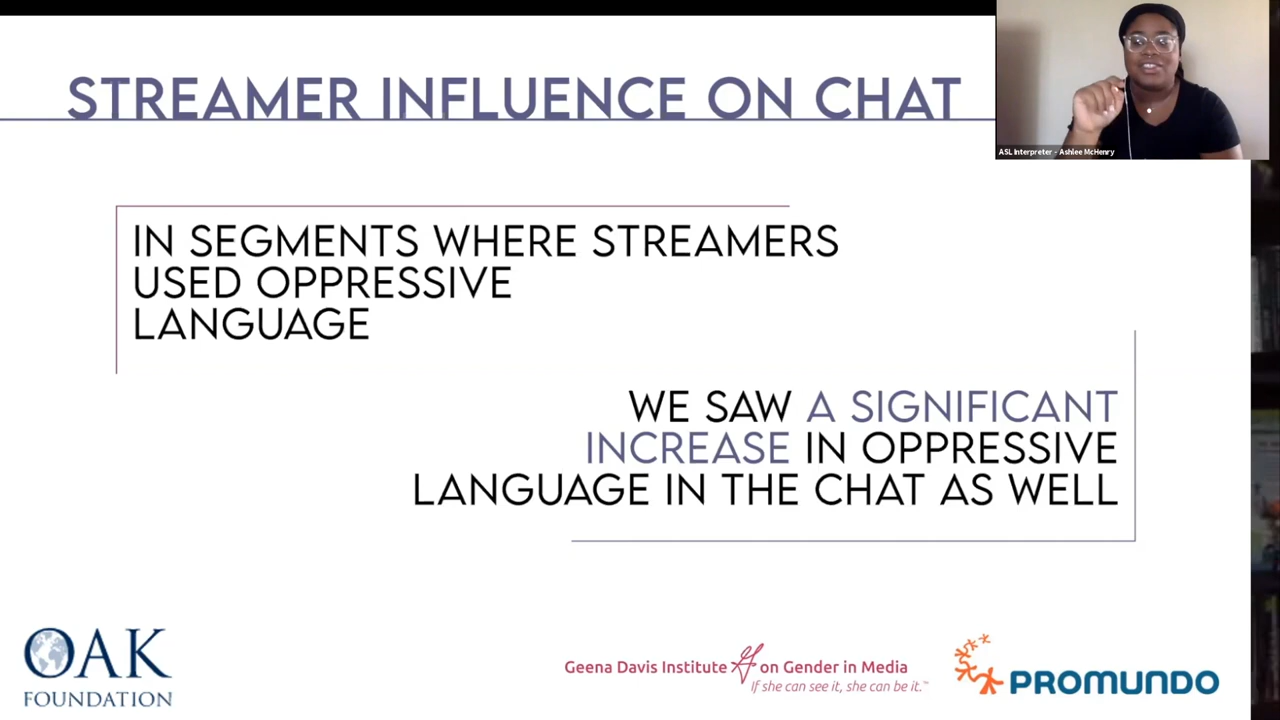 STREAMER INFLUENCE ON CHAT
ASL Interpreter - Ashlee McHenry
IN SEGMENTS WHERE STREAMERS
USED OPPRESSIVE
LANGUAGE
WE SAW A SIGNIFICANT
INCREASE IN OPPRESSIVE
LANGUAGE IN THE CHAT AS WELL
OAK
FOUNDATION
Geena Davis Institute on Gender in Media
If she can see it, she can be it.™
PROMUNDO